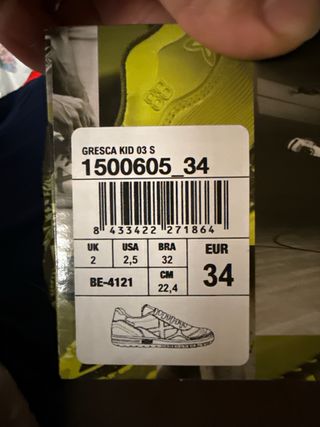 GRESCA KID 03 S
1500605_34
8 433422 271864
UK USA BRA EUR
2 2,5 32 34
BE-4121 CM
22,4